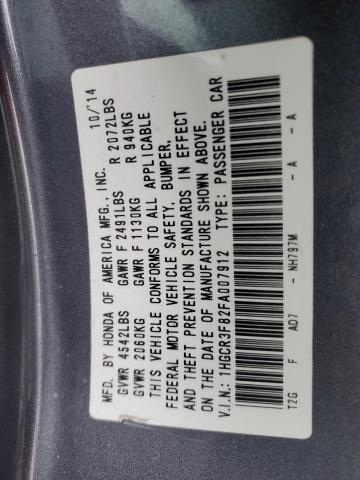 MFD. BY HONDA OF AMERICA MFG., INC. 10/'14
GVWR 4542LBS GAWR F 2491LBS R 2072LBS
GVWR 2060KG GAWR F 1130KG R 940KG
THIS VEHICLE CONFORMS TO ALL APPLICABLE
FEDERAL MOTOR VEHICLE SAFETY, BUMPER,
AND THEFT PREVENTION STANDARDS IN EFFECT
ON THE DATE OF MANUFACTURE SHOWN ABOVE.
V.I.N.: 1HGCR3F82FA007912 TYPE: PASSENGER CAR
T2G F AD7 - NH797M - A - A